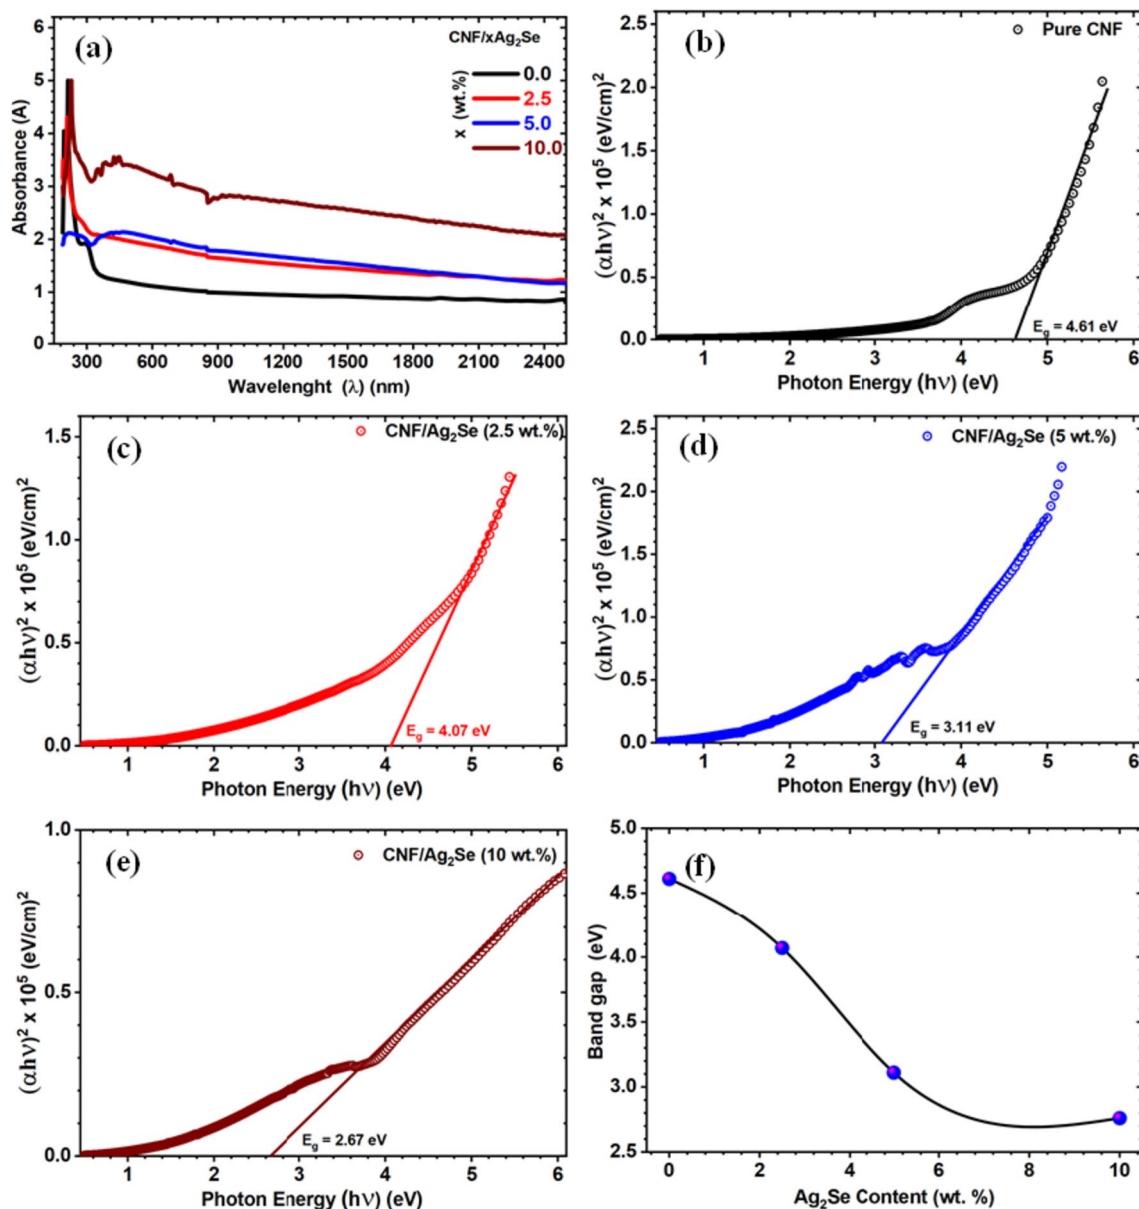 (a)
CNF/xAg₂Se
x (wt.%)
0.0
2.5
5.0
10.0
6
5
4
3
2
1
0
Absorbance (A)
300 600 900 1200 1500 1800 2100 2400
Wavelenght (λ) (nm)
(b)
Pure CNF
2.5
2.0
1.5
1.0
0.5
0.0
(αhν)² x 10⁵ (eV/cm)²
E_g = 4.61 eV
1 2 3 4 5 6
Photon Energy (hν) (eV)
(c)
CNF/Ag₂Se (2.5 wt.%)
1.5
1.0
0.5
0.0
(αhν)² x 10⁵ (eV/cm)²
E_g = 4.07 eV
1 2 3 4 5 6
Photon Energy (hν) (eV)
(d)
CNF/Ag₂Se (5 wt.%)
2.5
2.0
1.5
1.0
0.5
0.0
(αhν)² x 10⁵ (eV/cm)²
E_g = 3.11 eV
1 2 3 4 5 6
Photon Energy (hν) (eV)
(e)
CNF/Ag₂Se (10 wt.%)
1.0
0.5
0.0
(αhν)² x 10⁵ (eV/cm)²
E_g = 2.67 eV
1 2 3 4 5 6
Photon Energy (hν) (eV)
(f)
5.0
4.5
4.0
3.5
3.0
2.5
Band gap (eV)
0 2 4 6 8 10
Ag₂Se Content (wt. %)